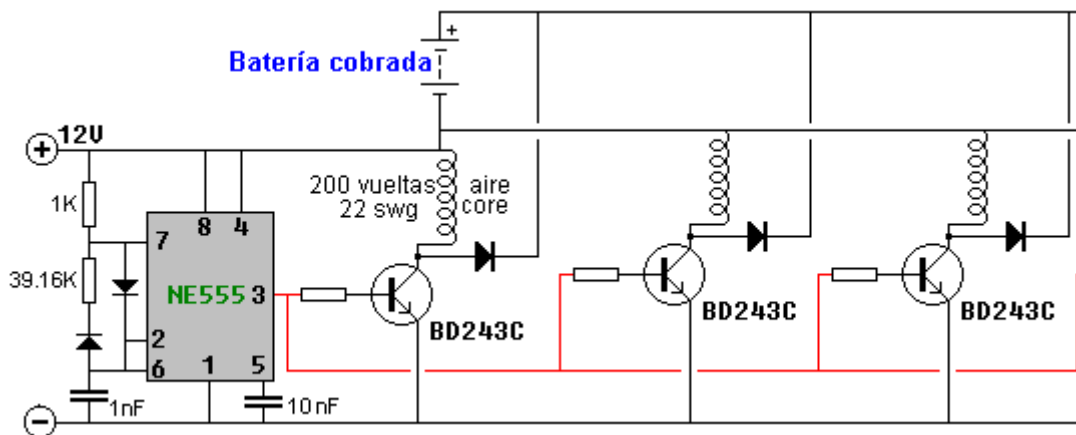 +
Batería cobrada
+ 12V
200 vueltas aire
22 swg core
1K
8 4
7
39.16K
NE555 3
BD243C
BD243C
BD243C
2
6 1 5
1nF
10nF
−